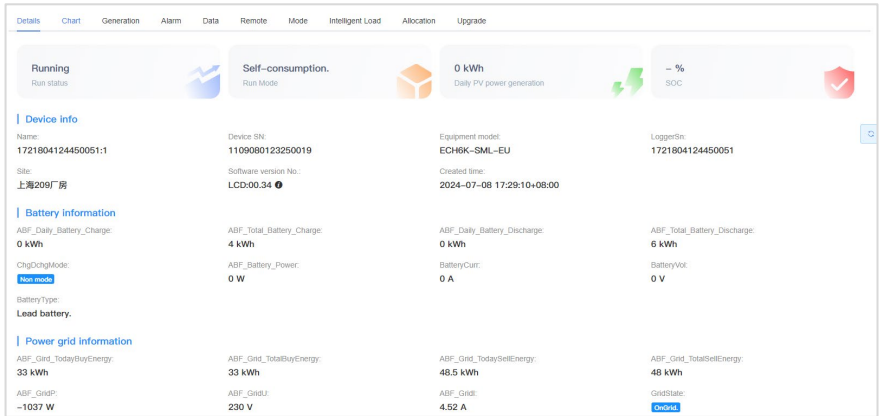 Details Chart Generation Alarm Data Remote Mode Intelligent Load Allocation Upgrade
Running Self-consumption. 0 kWh - %
Run status Run Mode Daily PV power generation SOC
Device info
Name: Device SN: Equipment model: LoggerSn:
1721804124450051:1 1109080123250019 ECH6K-SML-EU 1721804124450051
Site: Software version No.: Created time:
上海209厂房 LCD:00.34 2024-07-08 17:29:10+08:00
Battery information
ABF_Daily_Battery_Charge: ABF_Total_Battery_Charge: ABF_Daily_Battery_Discharge: ABF_Total_Battery_Discharge:
0 kWh 4 kWh 0 kWh 6 kWh
ChgDchgMode: ABF_Battery_Power: BatteryCurr: BatteryVol:
Non mode 0 W 0 A 0 V
BatteryType:
Lead battery.
Power grid information
ABF_Gird_TodayBuyEnergy: ABF_Grid_TotalBuyEnergy: ABF_Grid_TodaySellEnergy: ABF_Grid_TotalSellEnergy:
33 kWh 33 kWh 48.5 kWh 48 kWh
ABF_GridP: ABF_GridU: ABF_GridI: GridState:
-1037 W 230 V 4.52 A OnGrid.